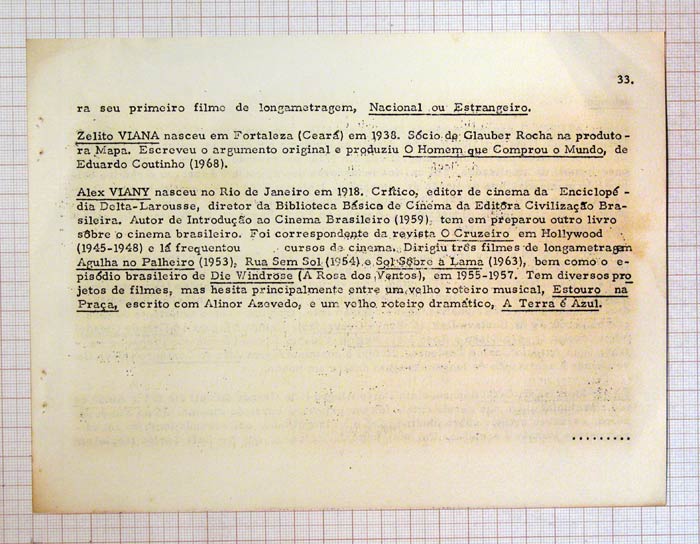 33.
ra seu primeiro filme de longametragem, Nacional ou Estrangeiro.
Zelito VIANA nasceu em Fortaleza (Ceará) em 1938. Sócio de Glauber Rocha na produto-
ra Mapa. Escreveu o argumento original e produziu O Homem que Comprou o Mundo, de
Eduardo Coutinho (1968).
Alex VIANY nasceu no Rio de Janeiro em 1918. Crítico, editor de cinema da Enciclopé-
dia Delta-Larousse, diretor da Biblioteca Básica de Cinema da Editôra Civilização Bra-
sileira. Autor de Introdução ao Cinema Brasileiro (1959), tem em preparou outro livro
sôbre o cinema brasileiro. Foi correspondente da revista O Cruzeiro em Hollywood
(1945-1948) e lá frequentou cursos de cinema. Dirigiu três filmes de longametragem
Agulha no Palheiro (1953), Rua Sem Sol (1954) e Sol Sôbre a Lama (1963), bem como o e-
pisódio brasileiro de Die Windrose (A Rosa dos Ventos), em 1955-1957. Tem diversos pro
jetos de filmes, mas hesita principalmente entre um velho roteiro musical, Estouro na
Praça, escrito com Alinor Azevedo, e um velho roteiro dramático, A Terra é Azul.
.........